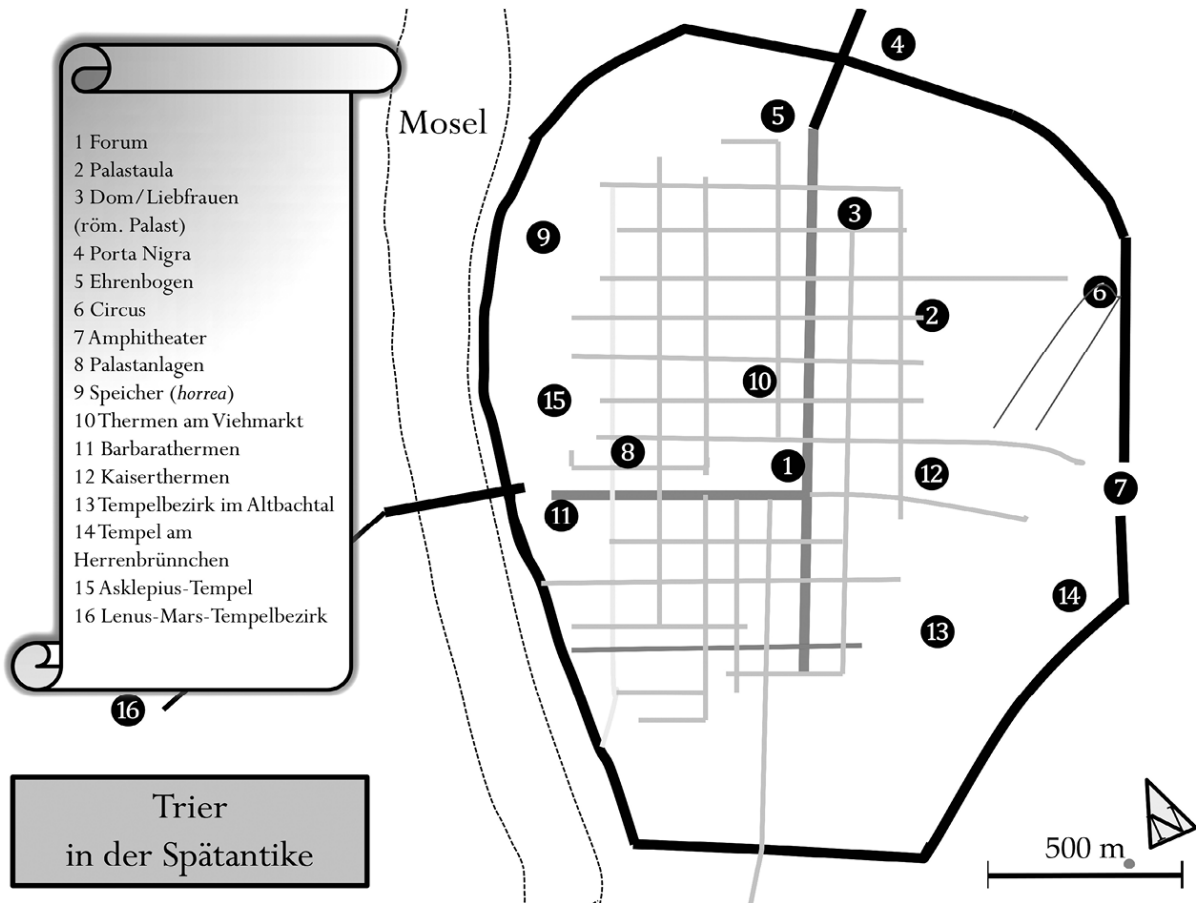 1 Forum
2 Palastaula
3 Dom/Liebfrauen
(röm. Palast)
4 Porta Nigra
5 Ehrenbogen
6 Circus
7 Amphitheater
8 Palastanlagen
9 Speicher (horrea)
10 Thermen am Viehmarkt
11 Barbarathermen
12 Kaiserthermen
13 Tempelbezirk im Altbachtal
14 Tempel am
Herrenbrünnchen
15 Asklepius-Tempel
16 Lenus-Mars-Tempelbezirk
Mosel
4
5
3
9
6
2
10
15
8
1
12
7
11
14
13
16
Trier
in der Spätantike
N
500 m